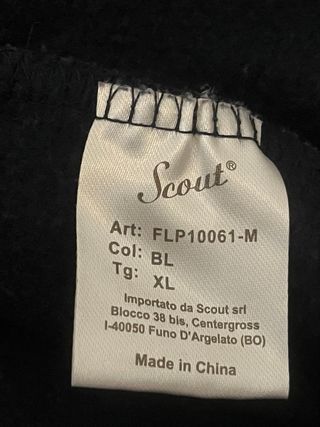 Scout®
Art: FLP10061-M
Col: BL
Tg: XL
Importato da Scout srl
Blocco 38 bis, Centergross
I-40050 Funo D'Argelato (BO)
Made in China